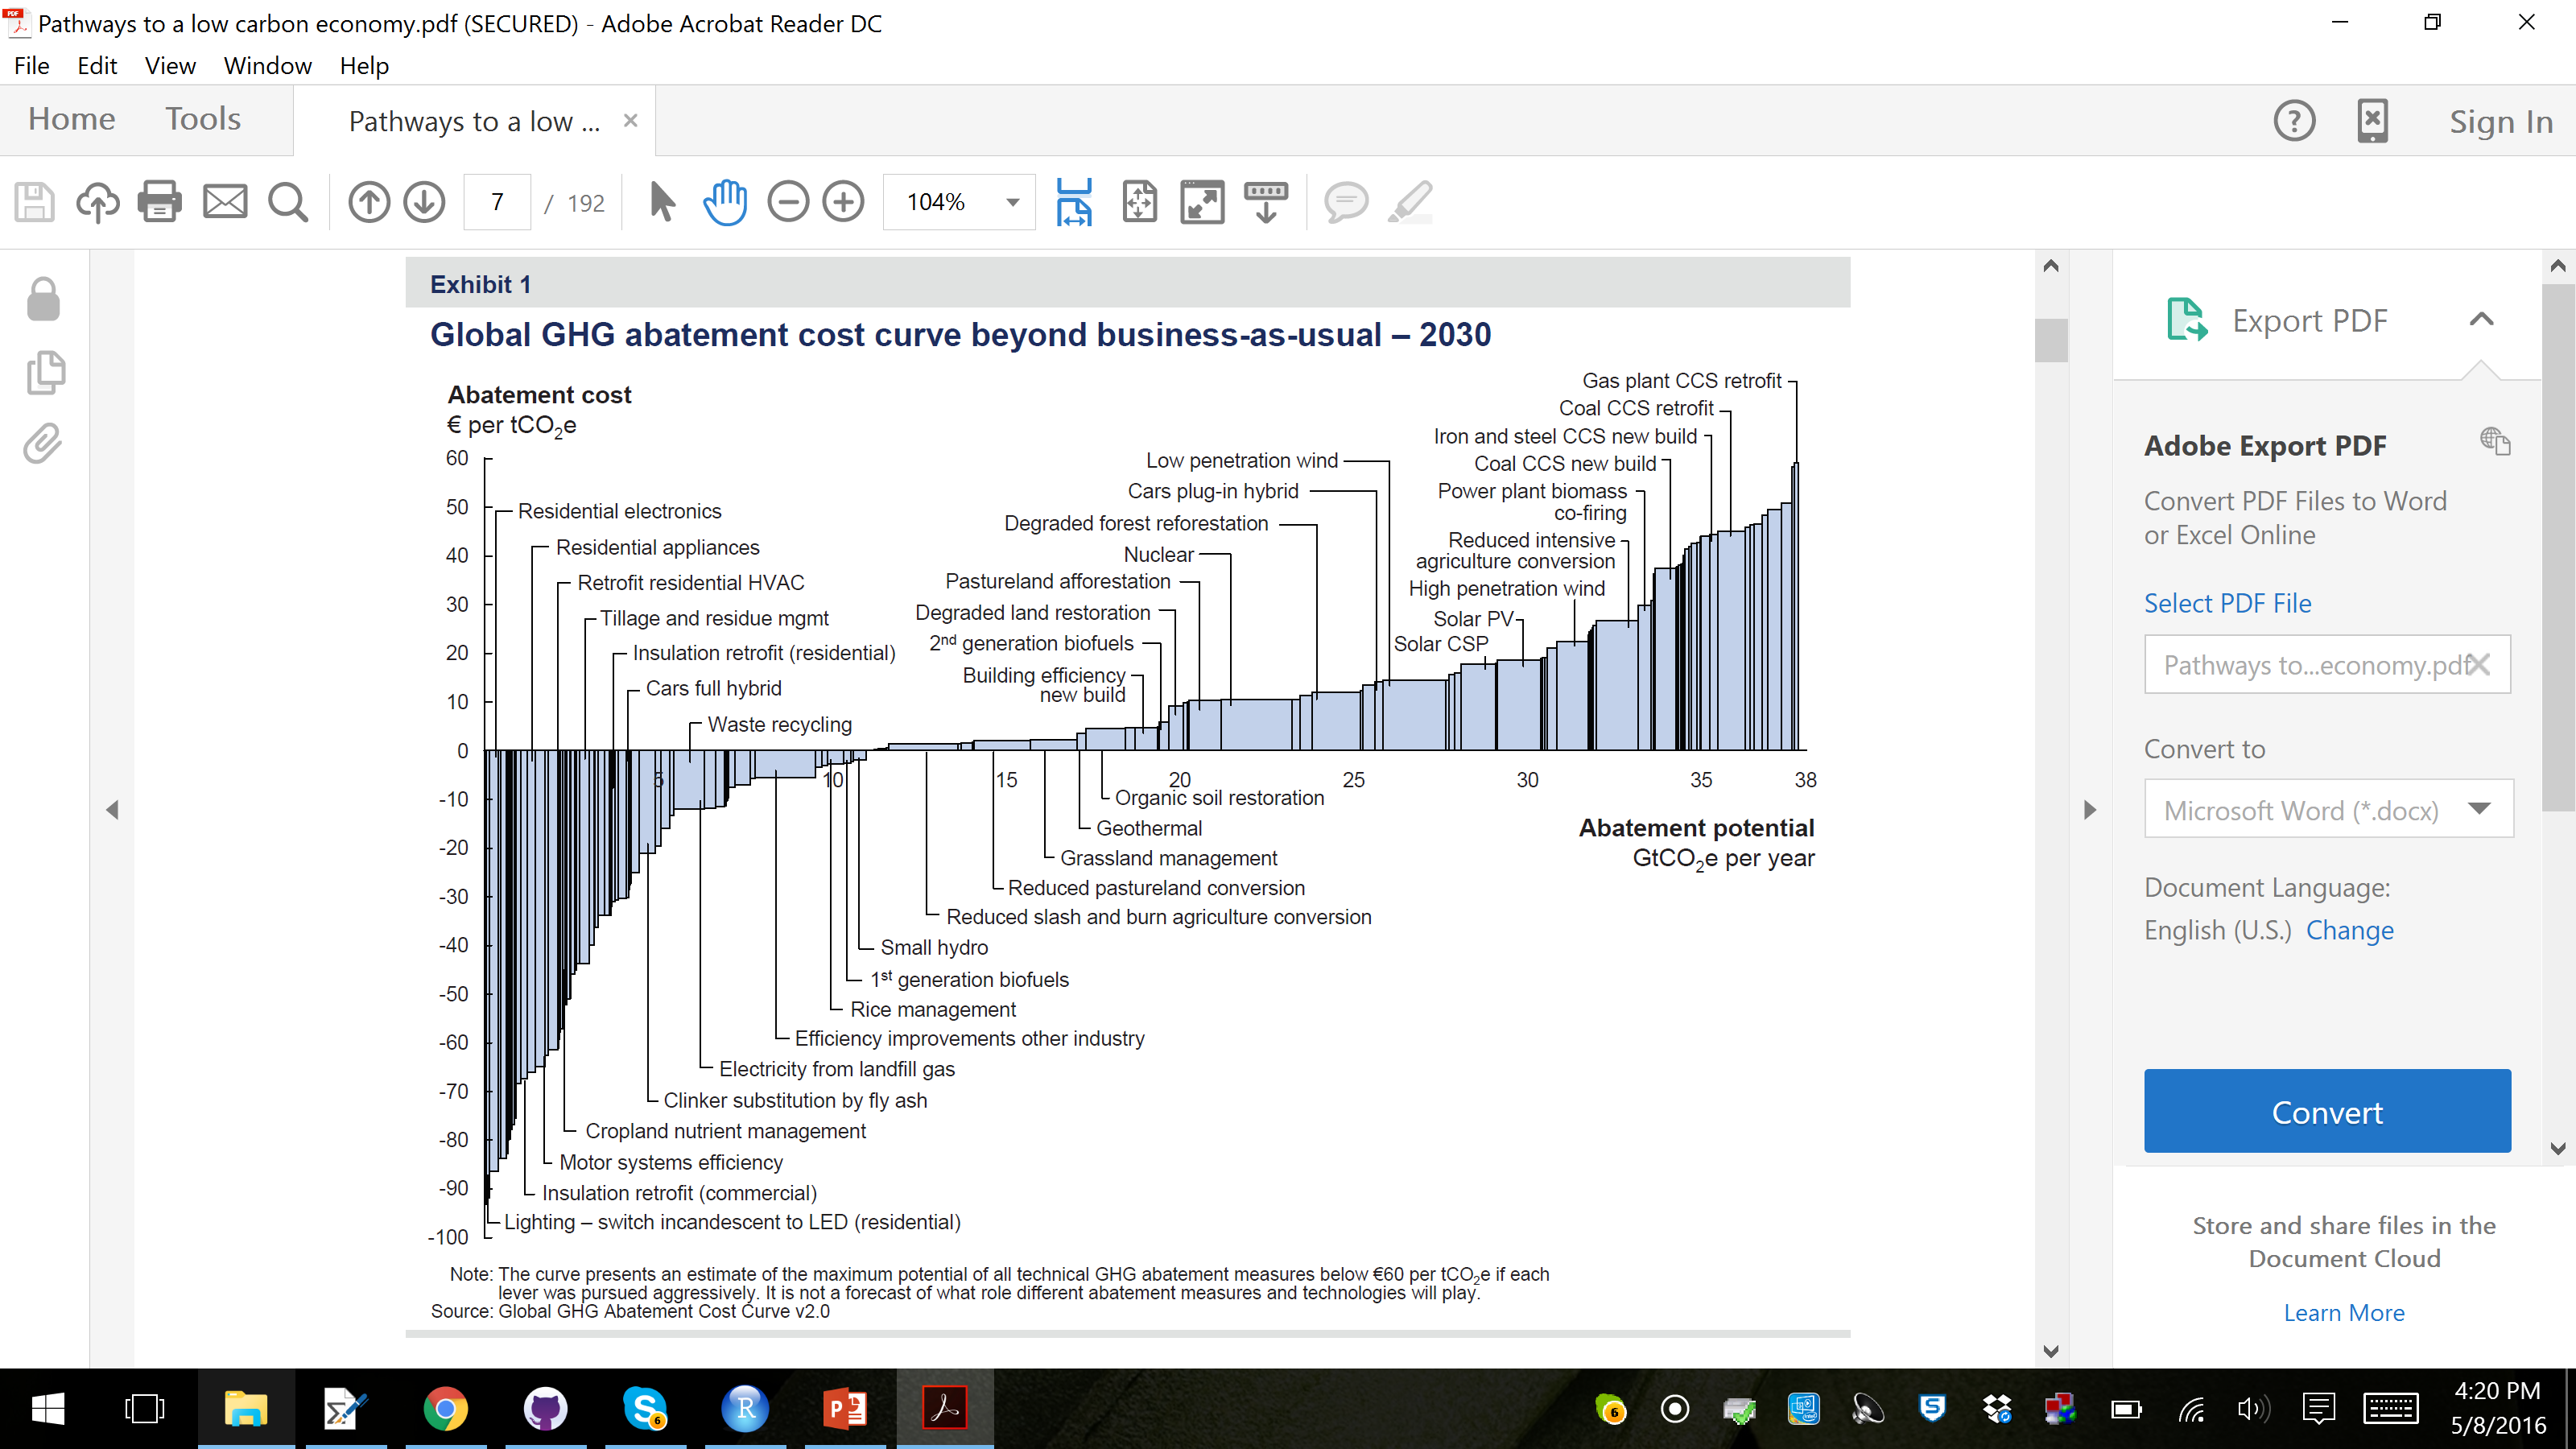 Pathways to a low carbon economy.pdf (SECURED) - Adobe Acrobat Reader DC
File Edit View Window Help
Home Tools Pathways to a low ... × Sign In
7 / 192 104%
Exhibit 1
Global GHG abatement cost curve beyond business-as-usual – 2030
Abatement cost
€ per tCO2e
60
50
40
30
20
10
0
-10
-20
-30
-40
-50
-60
-70
-80
-90
-100
Residential electronics
Residential appliances
Retrofit residential HVAC
Tillage and residue mgmt
Insulation retrofit (residential)
Cars full hybrid
Waste recycling
Gas plant CCS retrofit
Coal CCS retrofit
Iron and steel CCS new build
Coal CCS new build
Power plant biomass
co-firing
Reduced intensive
agriculture conversion
High penetration wind
Solar PV
Solar CSP
Low penetration wind
Cars plug-in hybrid
Degraded forest reforestation
Nuclear
Pastureland afforestation
Degraded land restoration
2nd generation biofuels
Building efficiency
new build
5 10 15 20 25 30 35 38
Organic soil restoration
Geothermal
Grassland management
Reduced pastureland conversion
Reduced slash and burn agriculture conversion
Small hydro
1st generation biofuels
Rice management
Efficiency improvements other industry
Electricity from landfill gas
Clinker substitution by fly ash
Cropland nutrient management
Motor systems efficiency
Insulation retrofit (commercial)
Lighting – switch incandescent to LED (residential)
Abatement potential
GtCO2e per year
Note: The curve presents an estimate of the maximum potential of all technical GHG abatement measures below €60 per tCO2e if each
lever was pursued aggressively. It is not a forecast of what role different abatement measures and technologies will play.
Source: Global GHG Abatement Cost Curve v2.0
Export PDF
Adobe Export PDF
Convert PDF Files to Word
or Excel Online
Select PDF File
Pathways to...economy.pdf
Convert to
Microsoft Word (*.docx)
Document Language:
English (U.S.) Change
Convert
Store and share files in the
Document Cloud
Learn More
4:20 PM
5/8/2016